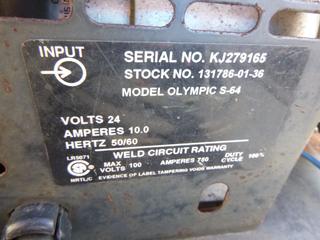 INPUT
SERIAL NO. KJ279165
STOCK NO. 131786-01-36
MODEL OLYMPIC S-64
VOLTS 24
AMPERES 10.0
HERTZ 50/60
WELD CIRCUIT RATING
LR5071
MAX VOLTS 100 AMPERES 750 DUTY CYCLE 100%
NRTL/C EVIDENCE OF LABEL TAMPERING VOIDS WARRANTY